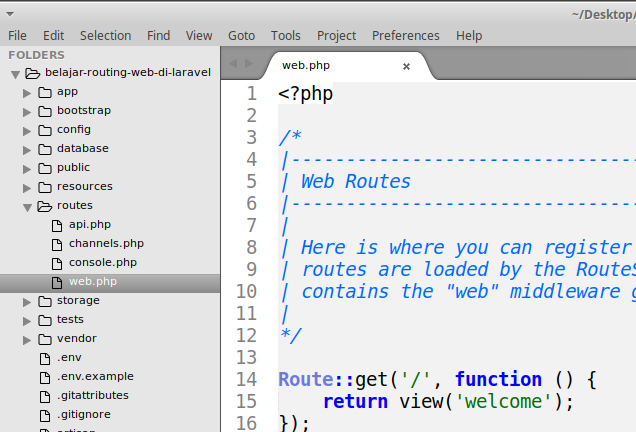 ~/Desktop/
File Edit Selection Find View Goto Tools Project Preferences Help
FOLDERS
belajar-routing-web-di-laravel
app
bootstrap
config
database
public
resources
routes
api.php
channels.php
console.php
web.php
storage
tests
vendor
.env
.env.example
.gitattributes
.gitignore
artisan
web.php ×
1 <?php
2
3 /*
4 |--------------------------------
5 | Web Routes
6 |--------------------------------
7 |
8 | Here is where you can register
9 | routes are loaded by the RouteS
10 | contains the "web" middleware g
11 |
12 */
13
14 Route::get('/', function () {
15 return view('welcome');
16 });